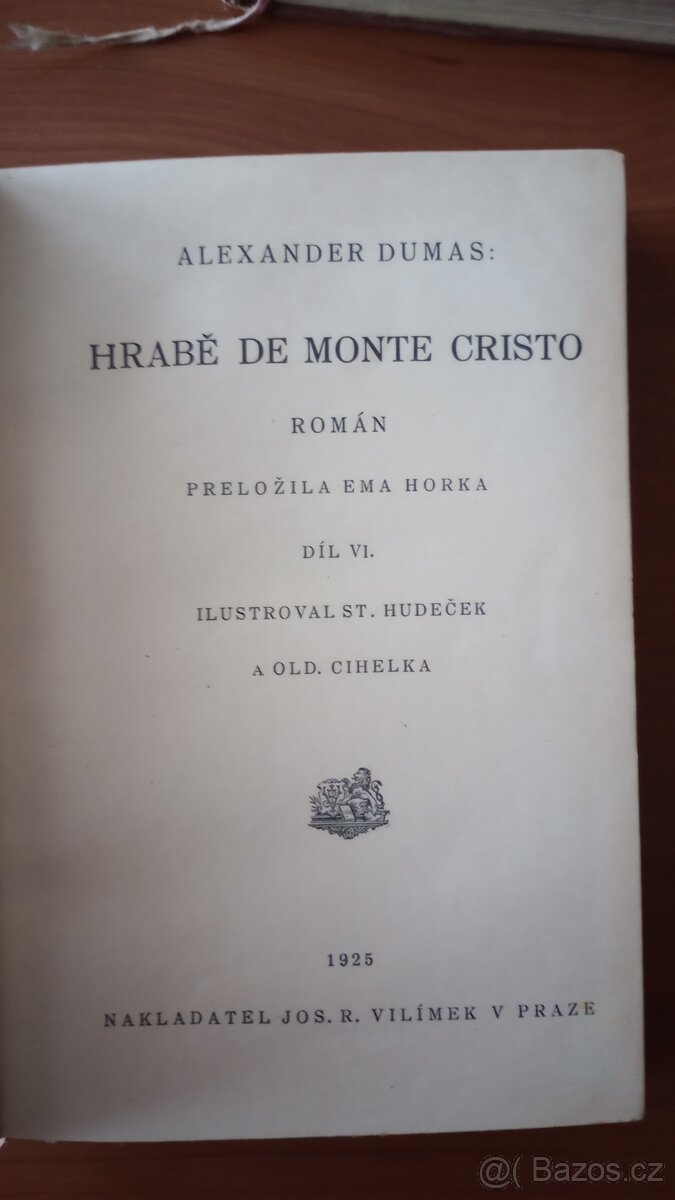 ALEXANDER DUMAS:
HRABĚ DE MONTE CRISTO
ROMÁN
PRELOŽILA EMA HORKA
DÍL VI.
ILUSTROVAL ST. HUDEČEK
A OLD. CIHELKA
1925
NAKLADATEL JOS. R. VILÍMEK V PRAZE
@( Bazos.cz